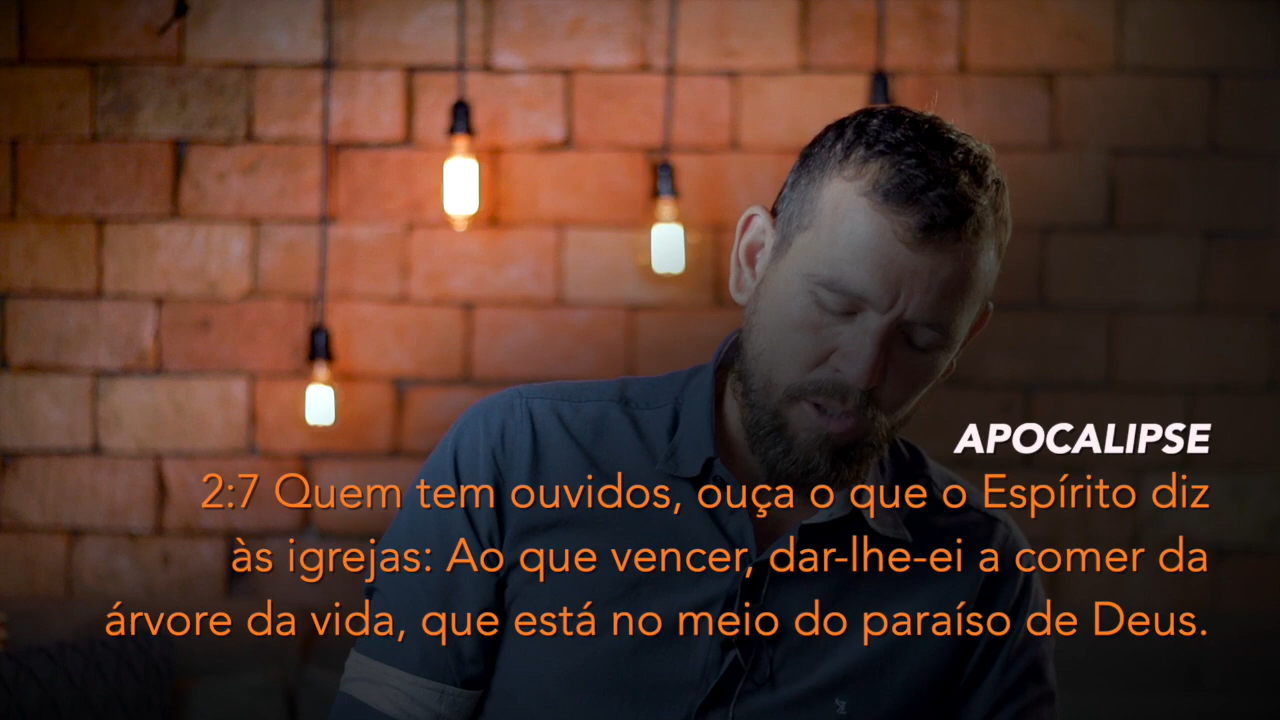 APOCALIPSE
2:7 Quem tem ouvidos, ouça o que o Espírito diz
às igrejas: Ao que vencer, dar-lhe-ei a comer da
árvore da vida, que está no meio do paraíso de Deus.